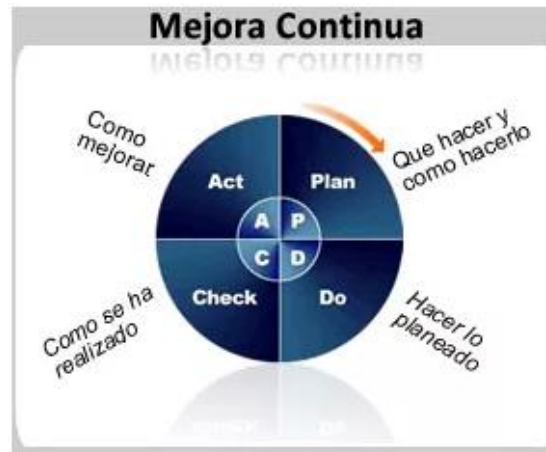 Mejora Continua
Como
mejorar
Que hacer y
como hacerlo
Act
Plan
A
P
C
D
Check
Do
Como se ha
realizado
Hacer lo
planeado